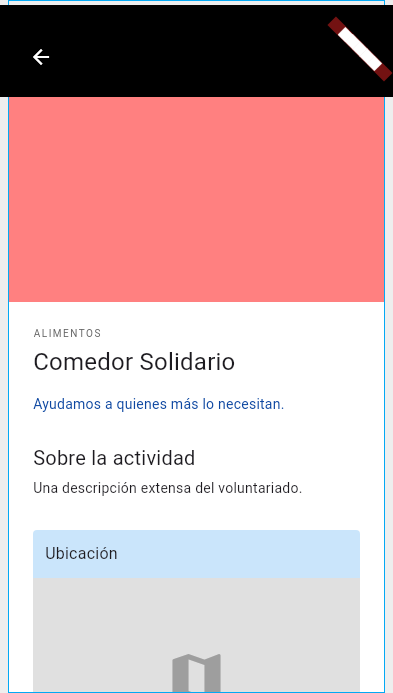 ALIMENTOS
Comedor Solidario
Ayudamos a quienes más lo necesitan.
Sobre la actividad
Una descripción extensa del voluntariado.
Ubicación